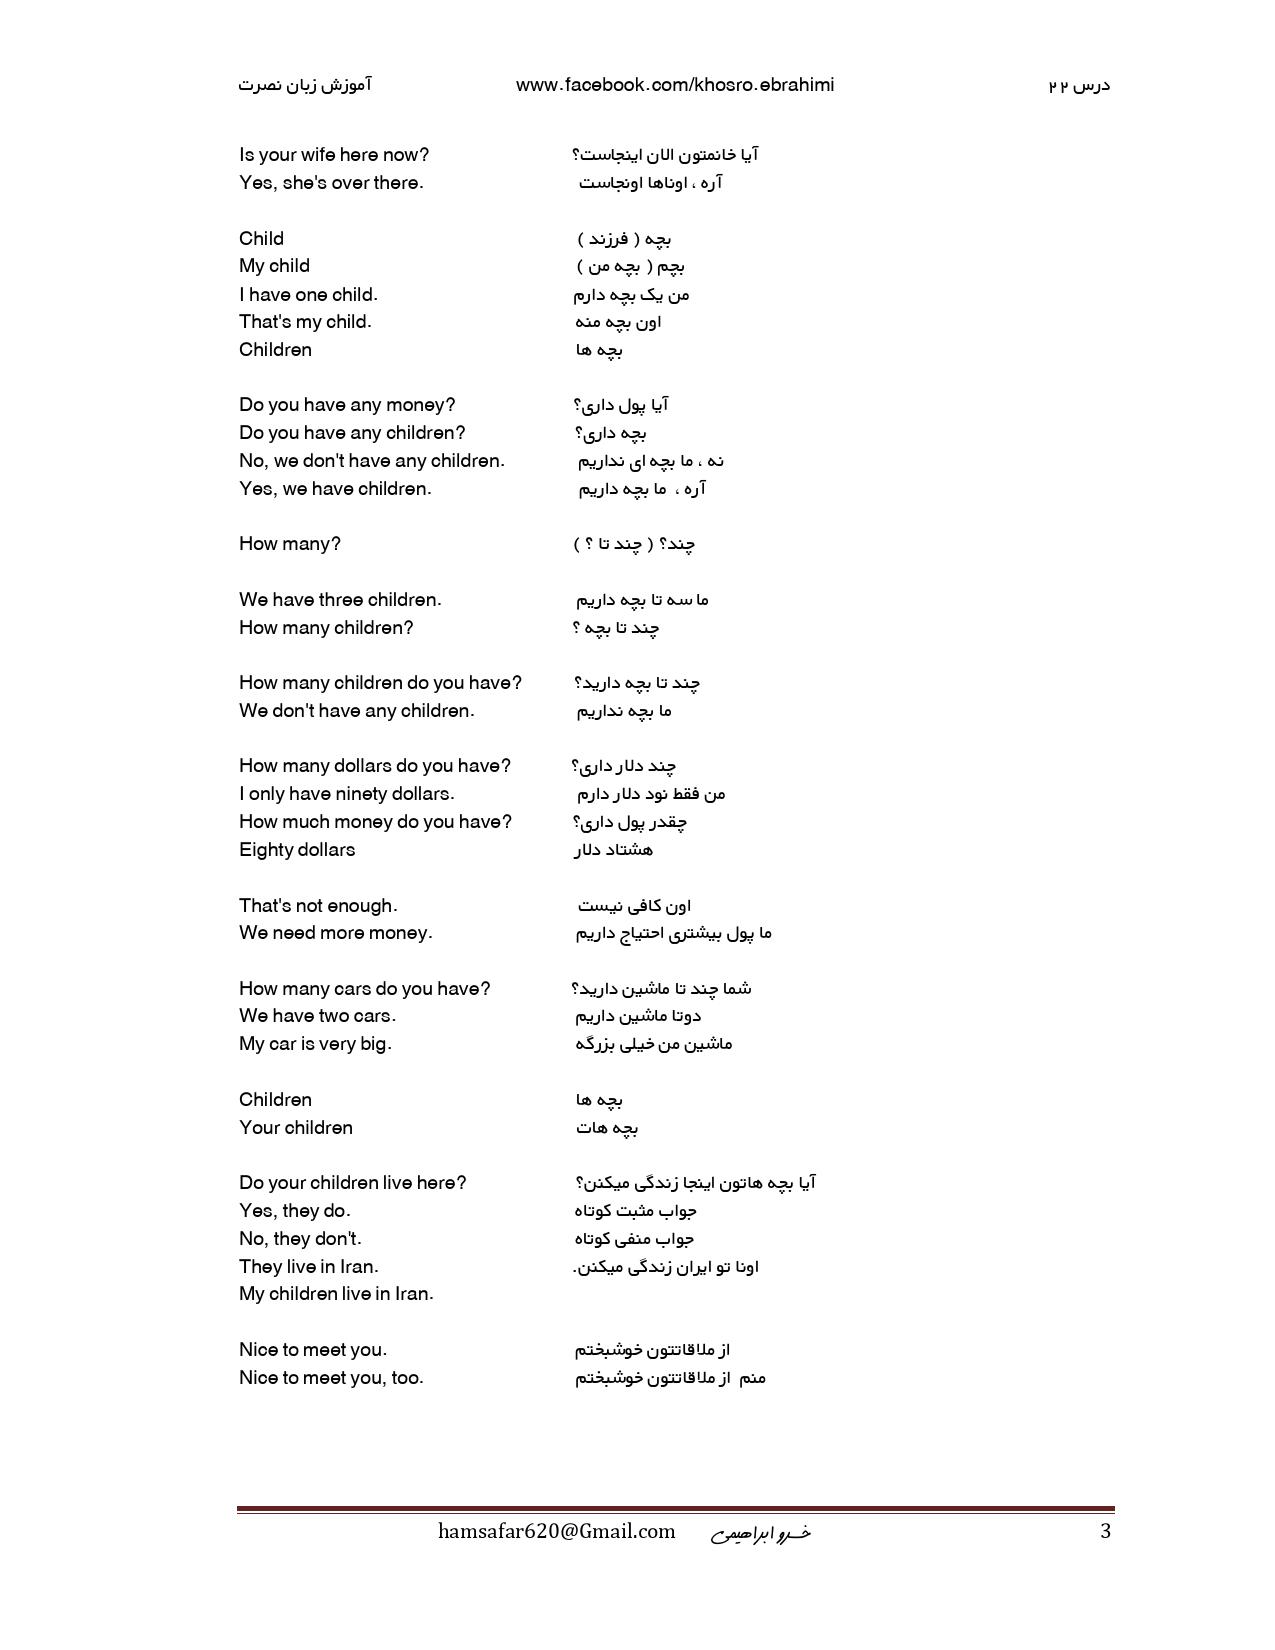 آموزش زبان نصرت www.facebook.com/khosro.ebrahimi درس ۲۲
Is your wife here now? آیا خانمتون الان اینجاست؟
Yes, she's over there. آره ، اوناها اونجاست
Child بچه ( فرزند )
My child بچم ( بچه من )
I have one child. من یک بچه دارم
That's my child. اون بچه منه
Children بچه ها
Do you have any money? آیا پول داری؟
Do you have any children? بچه داری؟
No, we don't have any children. نه ، ما بچه ای نداریم
Yes, we have children. آره ، ما بچه داریم
How many? چند؟ ( چند تا ؟ )
We have three children. ما سه تا بچه داریم
How many children? چند تا بچه ؟
How many children do you have? چند تا بچه دارید؟
We don't have any children. ما بچه نداریم
How many dollars do you have? چند دلار داری؟
I only have ninety dollars. من فقط نود دلار دارم
How much money do you have? چقدر پول داری؟
Eighty dollars هشتاد دلار
That's not enough. اون کافی نیست
We need more money. ما پول بیشتری احتیاج داریم
How many cars do you have? شما چند تا ماشین دارید؟
We have two cars. دوتا ماشین داریم
My car is very big. ماشین من خیلی بزرگه
Children بچه ها
Your children بچه هات
Do your children live here? آیا بچه هاتون اینجا زندگی میکنن؟
Yes, they do. جواب مثبت کوتاه
No, they don't. جواب منفی کوتاه
They live in Iran. اونا تو ایران زندگی میکنن.
My children live in Iran.
Nice to meet you. از ملاقاتتون خوشبختم
Nice to meet you, too. منم از ملاقاتتون خوشبختم
hamsafar620@Gmail.com خسرو ابراهیمی 3